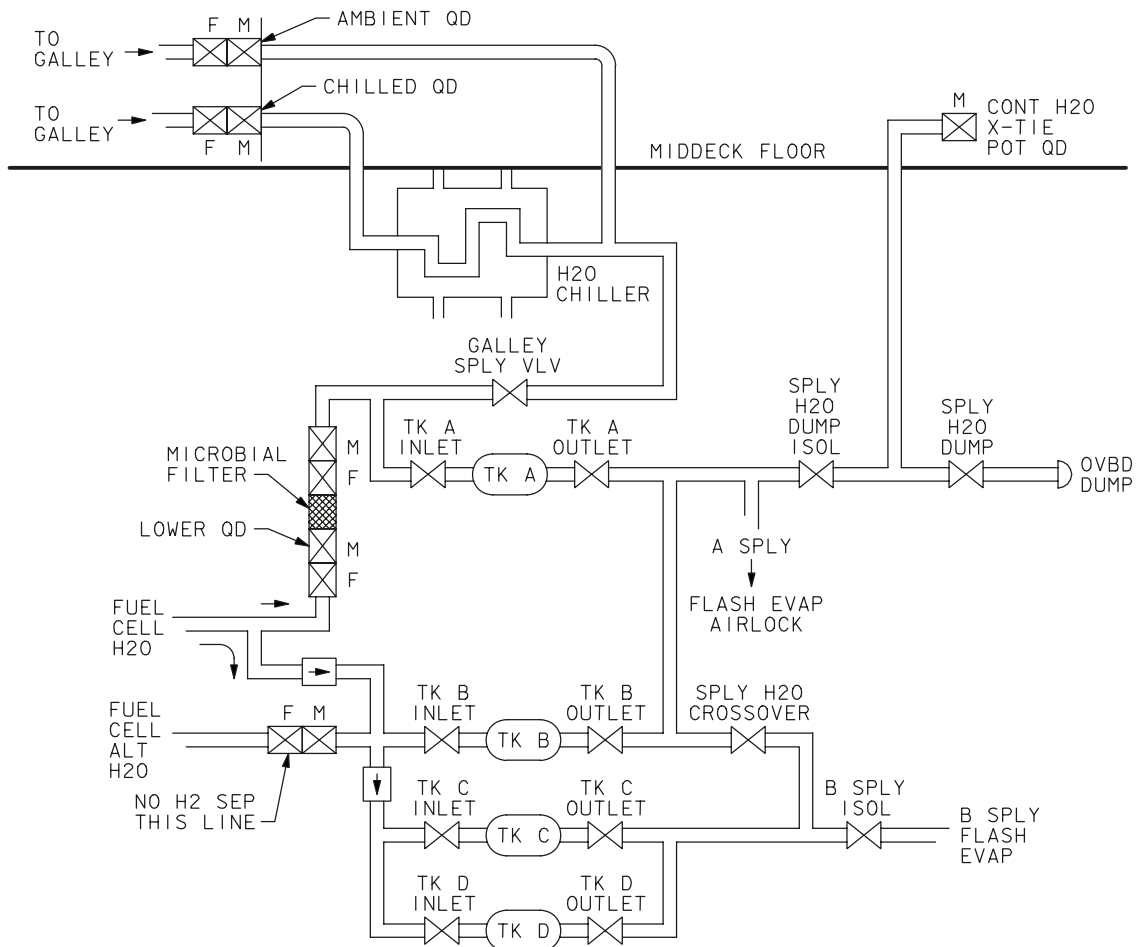 F M
AMBIENT QD
TO
GALLEY
CHILLED QD
TO
GALLEY
F M
M
CONT H2O
X-TIE
POT QD
MIDDECK FLOOR
H2O
CHILLER
GALLEY
SPLY VLV
SPLY
H2O
DUMP
ISOL
SPLY
H2O
DUMP
TK A
INLET
TK A
OUTLET
TK A
OVBD
DUMP
MICROBIAL
FILTER
M
F
LOWER QD
M
F
A SPLY
FLASH EVAP
AIRLOCK
FUEL
CELL
H2O
TK B
INLET
TK B
OUTLET
SPLY H2O
CROSSOVER
FUEL
CELL
ALT
H2O
F M
TK B
NO H2 SEP
THIS LINE
TK C
INLET
TK C
OUTLET
TK C
B SPLY
ISOL
B SPLY
FLASH
EVAP
TK D
INLET
TK D
OUTLET
TK D